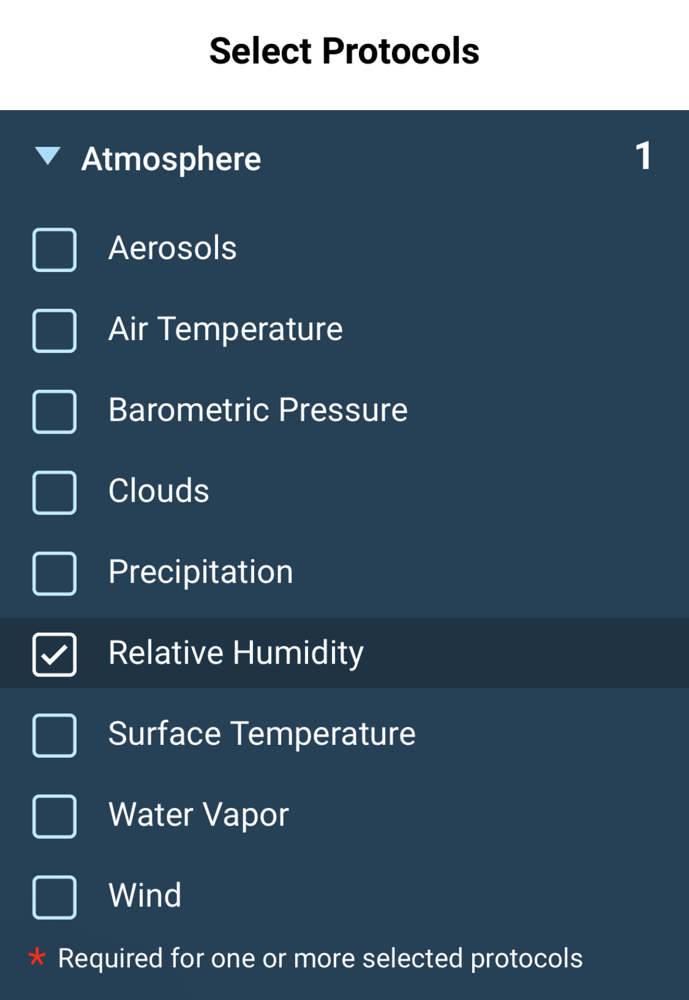 Select Protocols
Atmosphere 1
Aerosols
Air Temperature
Barometric Pressure
Clouds
Precipitation
Relative Humidity
Surface Temperature
Water Vapor
Wind
* Required for one or more selected protocols